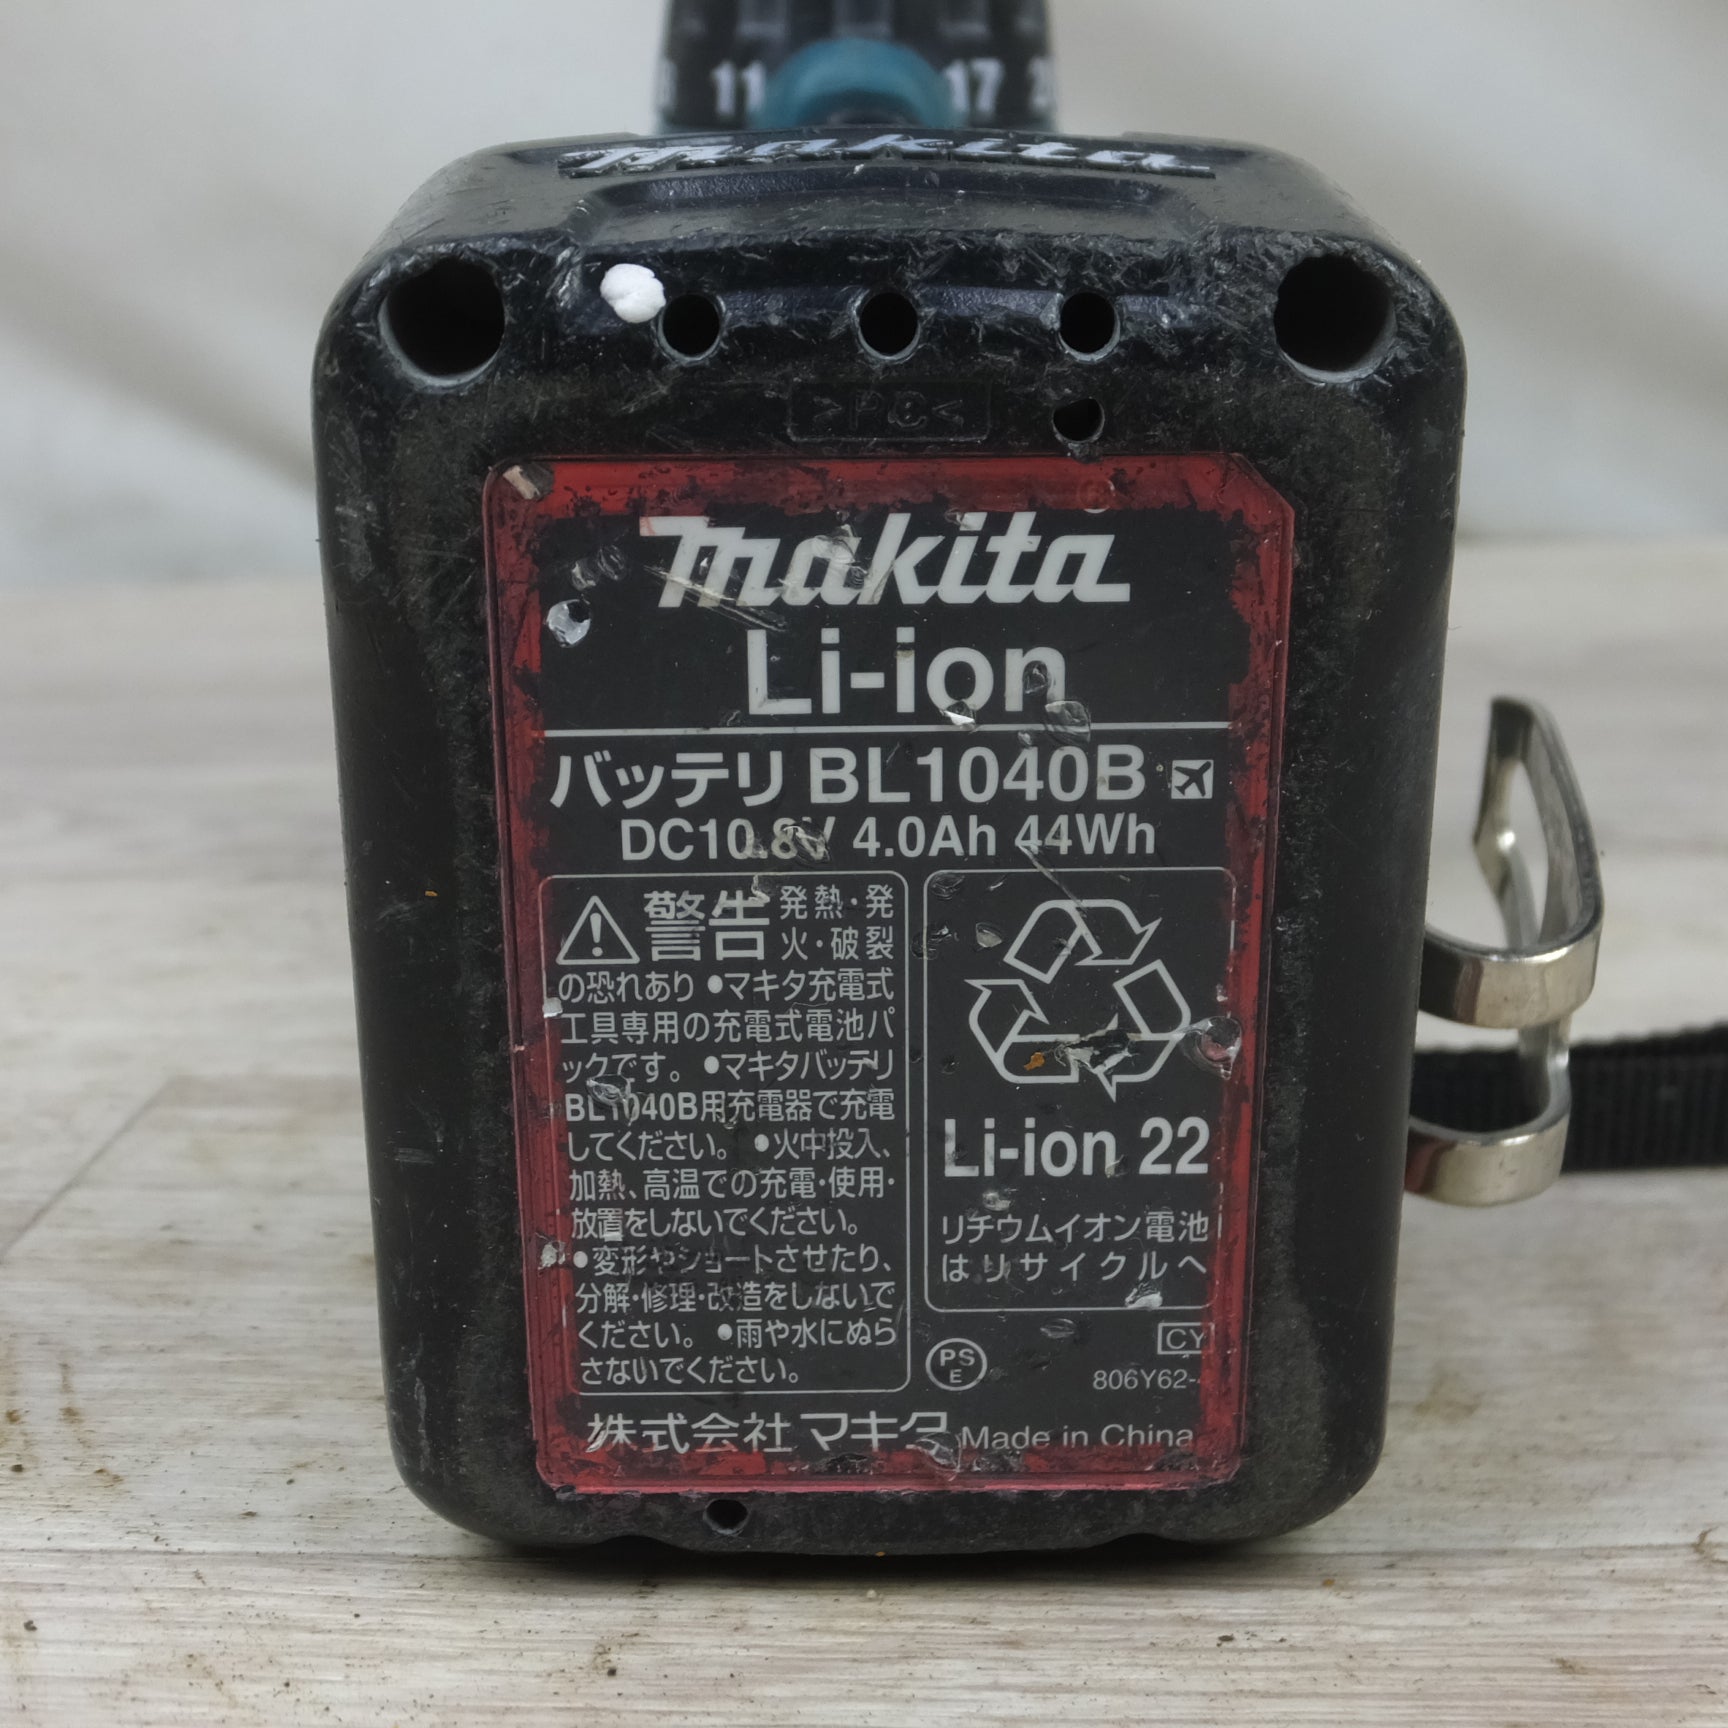 11 17
makita
>PC<
makita
Li-ion
バッテリ BL1040B
DC10.8V 4.0Ah 44Wh
警告 発熱・発
火・破裂
の恐れあり ●マキタ充電式
工具専用の充電式電池パ
ックです。 ●マキタバッテリ
BL1040B用充電器で充電
してください。 ●火中投入、
加熱、高温での充電・使用・
放置をしないでください。
●変形やショートさせたり、
分解・修理・改造をしないで
ください。 ●雨や水にぬら
さないでください。
Li-ion 22
リチウムイオン電池
はリサイクルへ
PS
E
CY
806Y62-
株式会社マキタ Made in China